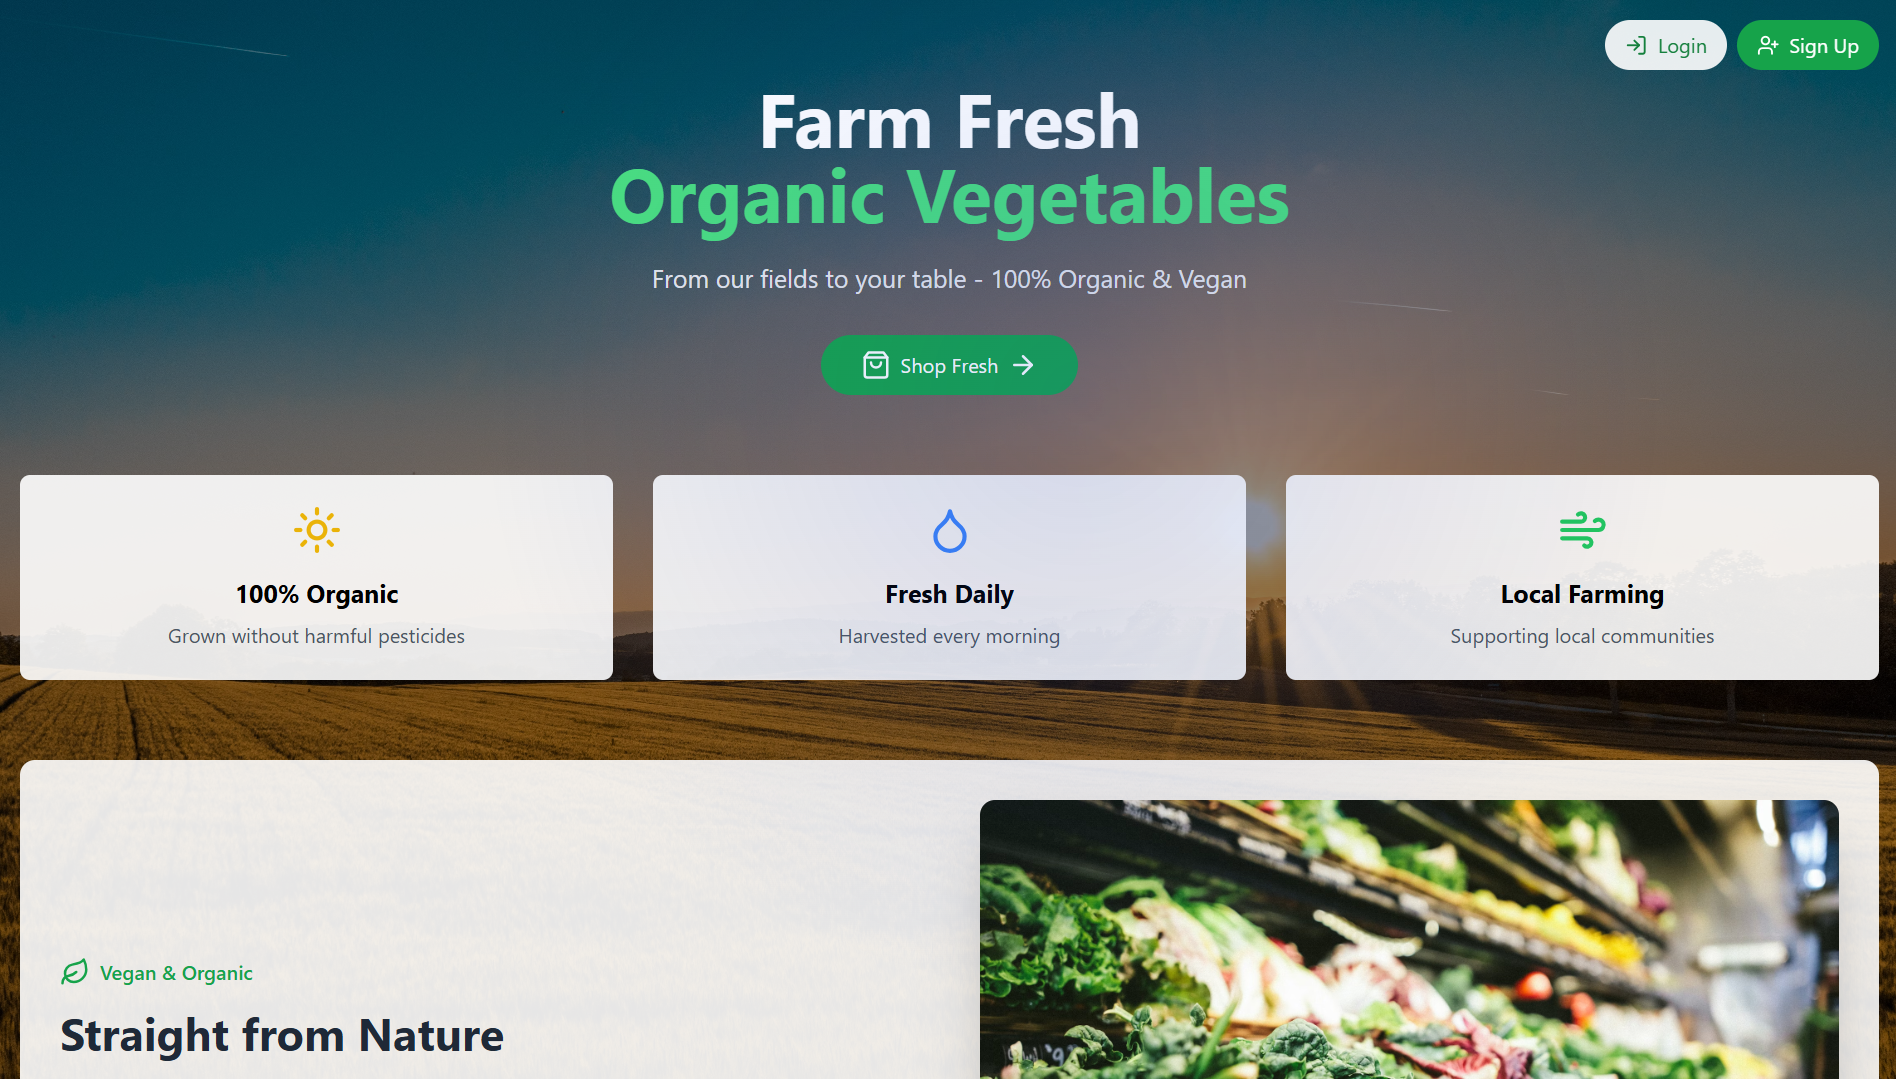 Login
Sign Up
Farm Fresh
Organic Vegetables
From our fields to your table - 100% Organic & Vegan
Shop Fresh
100% Organic
Grown without harmful pesticides
Fresh Daily
Harvested every morning
Local Farming
Supporting local communities
Vegan & Organic
Straight from Nature